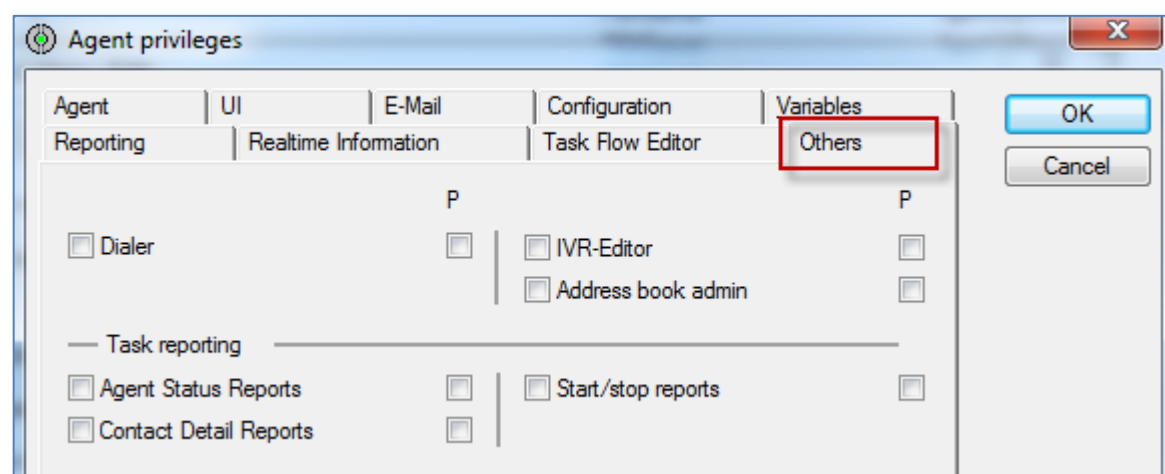 Agent privileges
Agent UI E-Mail Configuration Variables
OK
Reporting Realtime Information Task Flow Editor Others
Cancel
P P
Dialer IVR-Editor
Address book admin
Task reporting
Agent Status Reports Start/stop reports
Contact Detail Reports